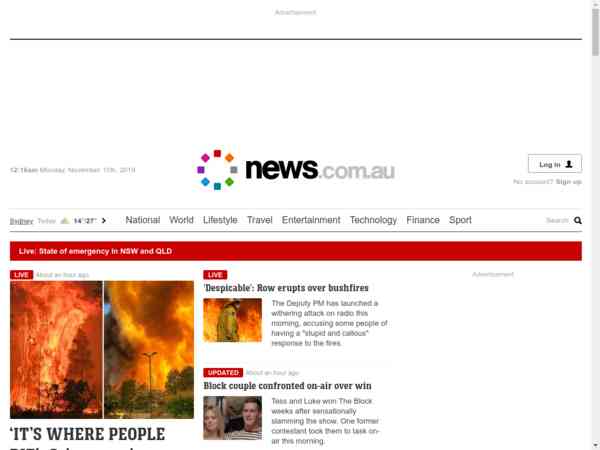 Advertisement
12:16am Monday, November 11th, 2019
news.com.au
Log in
No account? Sign up
Sydney Today 14°/27°
National World Lifestyle Travel Entertainment Technology Finance Sport
Search
Live: State of emergency in NSW and QLD
LIVE About an hour ago
‘IT’S WHERE PEOPLE
LIVE
'Despicable': Row erupts over bushfires
The Deputy PM has launched a
withering attack on radio this
morning, accusing some people of
having a "stupid and callous"
response to the fires.
UPDATED About an hour ago
Block couple confronted on-air over win
Tess and Luke won The Block
weeks after sensationally
slamming the show. One former
contestant took them to task on-
air this morning.
Advertisement